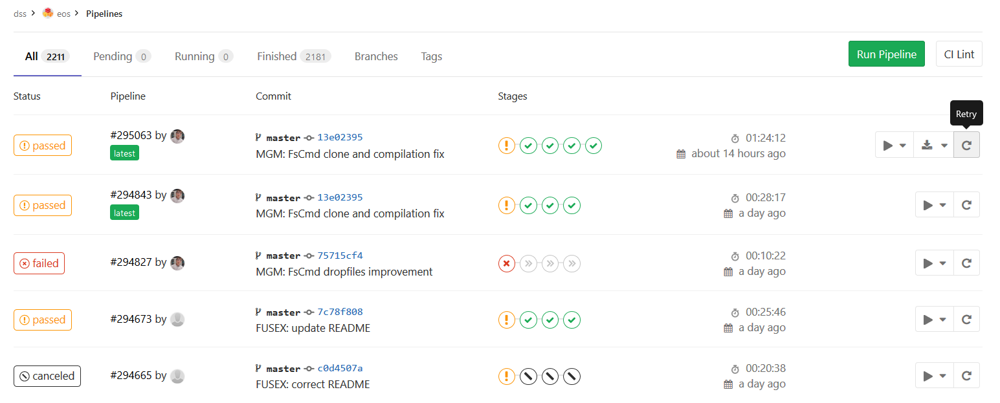 dss > eos > Pipelines
All 2211 Pending 0 Running 0 Finished 2181 Branches Tags Run Pipeline CI Lint
Status Pipeline Commit Stages
Retry
passed #295063 by latest master 13e02395 01:24:12
MGM: FsCmd clone and compilation fix about 14 hours ago
passed #294843 by latest master 13e02395 00:28:17
MGM: FsCmd clone and compilation fix a day ago
failed #294827 by master 75715cf4 00:10:22
MGM: FsCmd dropfiles improvement a day ago
passed #294673 by master 7c78f808 00:25:46
FUSEX: update README a day ago
canceled #294665 by master c0d4507a 00:20:38
FUSEX: correct README a day ago